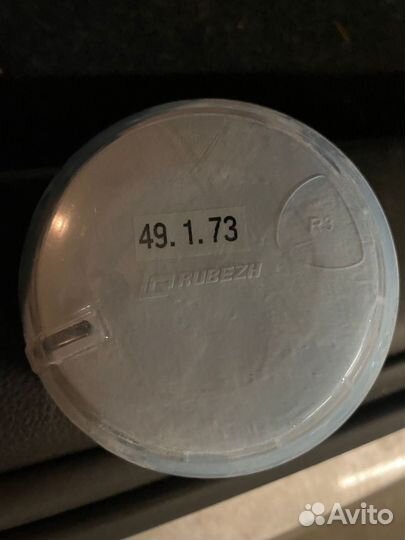 R3
49.1.73
RUBEZH
Avito